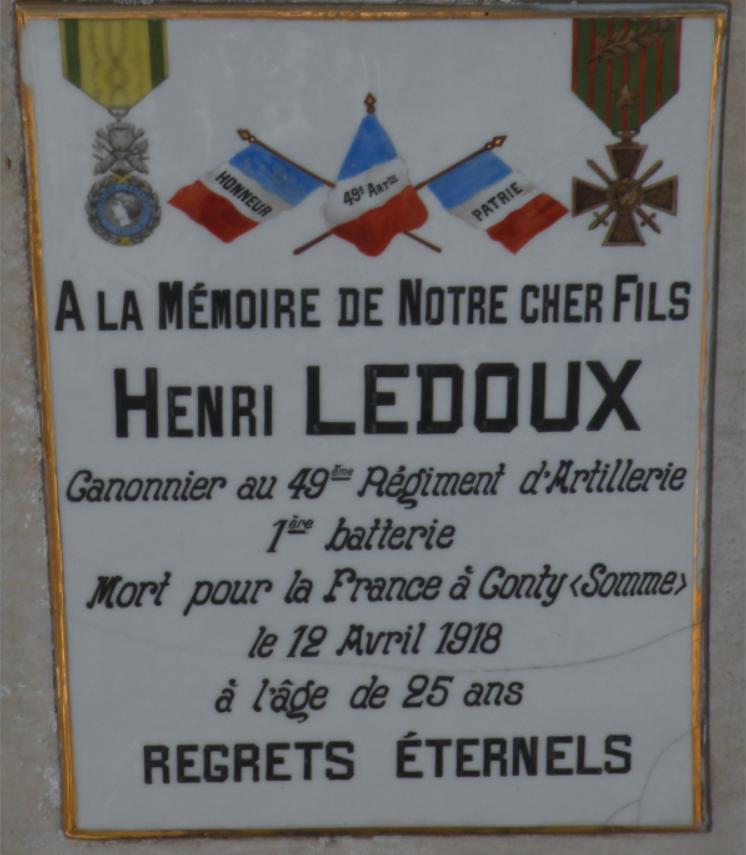 HONNEUR
49e Artie
PATRIE
A LA MÉMOIRE DE NOTRE CHER FILS
HENRI LEDOUX
Canonnier au 49ème Régiment d'Artillerie
1ère batterie
Mort pour la France à Conty <Somme>
le 12 Avril 1918
à l'âge de 25 ans
REGRETS ÉTERNELS